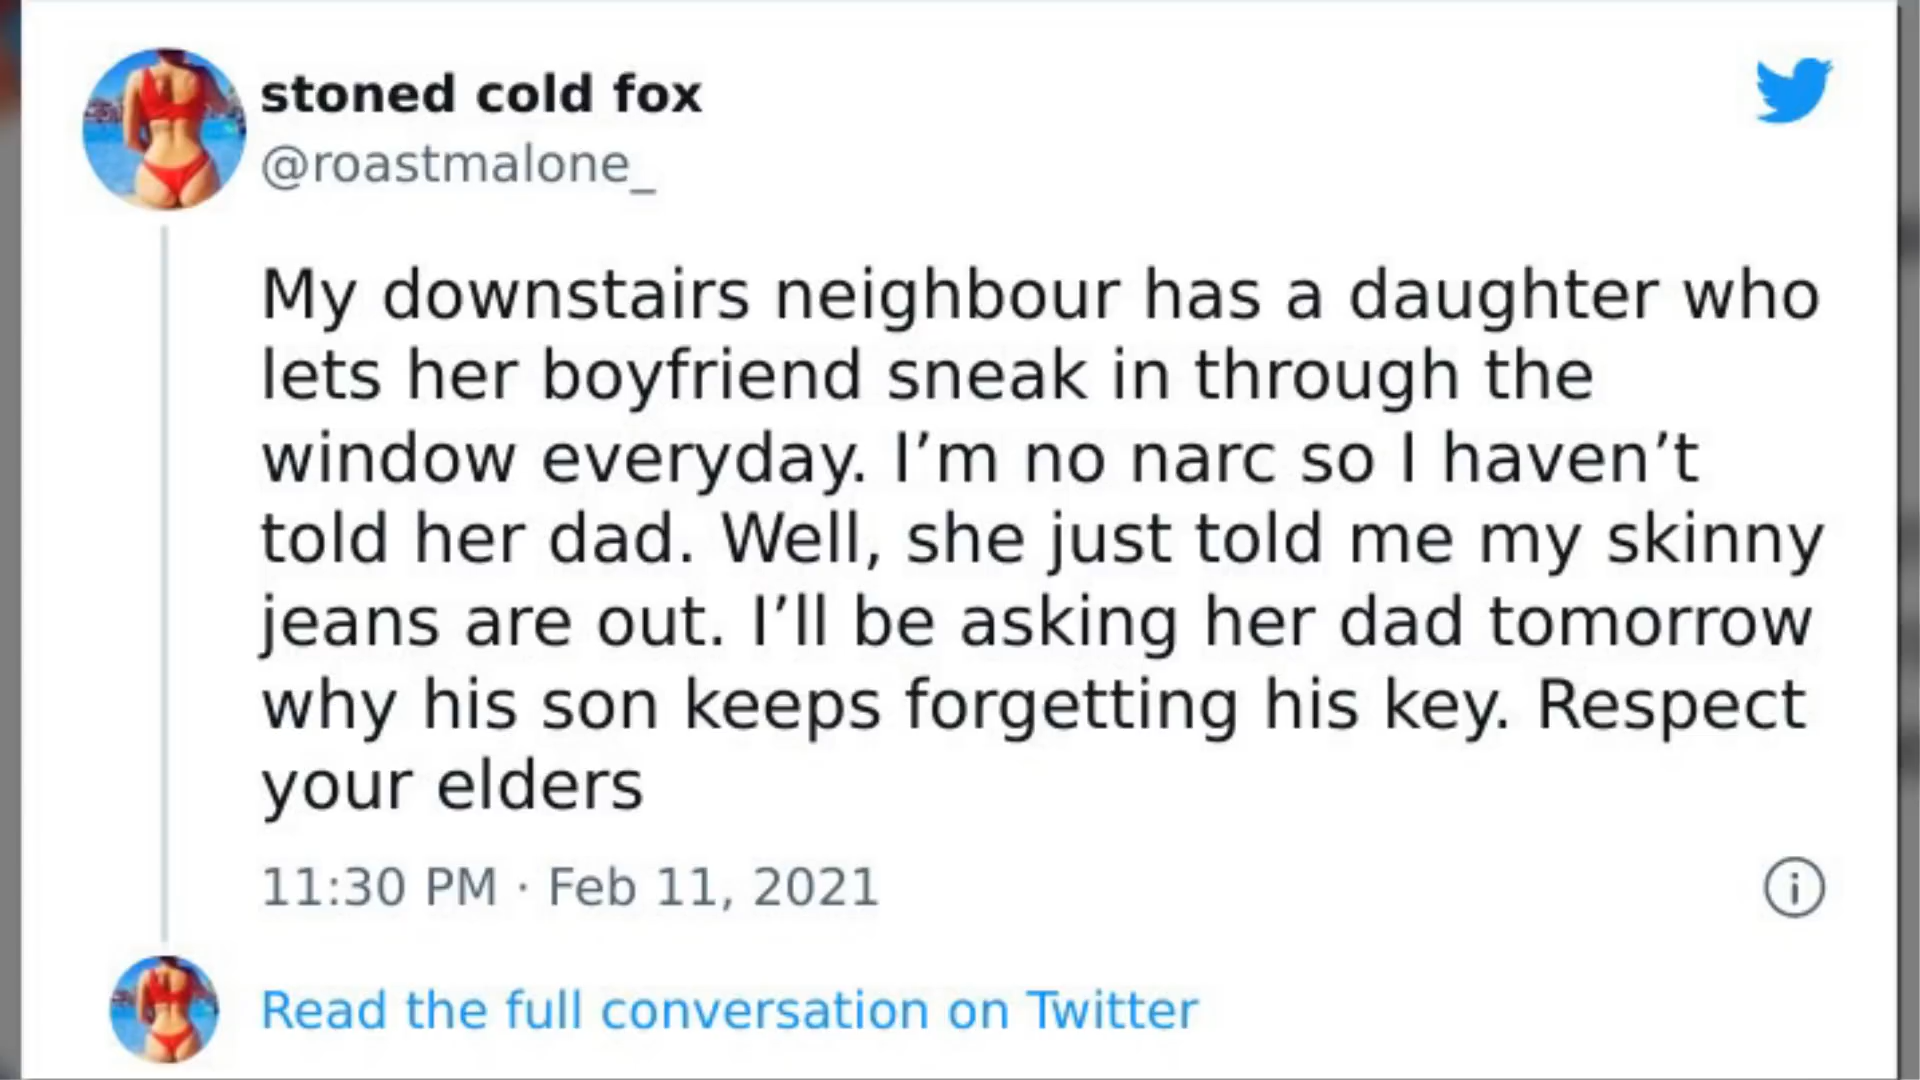 stoned cold fox
@roastmalone_
My downstairs neighbour has a daughter who
lets her boyfriend sneak in through the
window everyday. I’m no narc so I haven’t
told her dad. Well, she just told me my skinny
jeans are out. I’ll be asking her dad tomorrow
why his son keeps forgetting his key. Respect
your elders
11:30 PM · Feb 11, 2021
Read the full conversation on Twitter